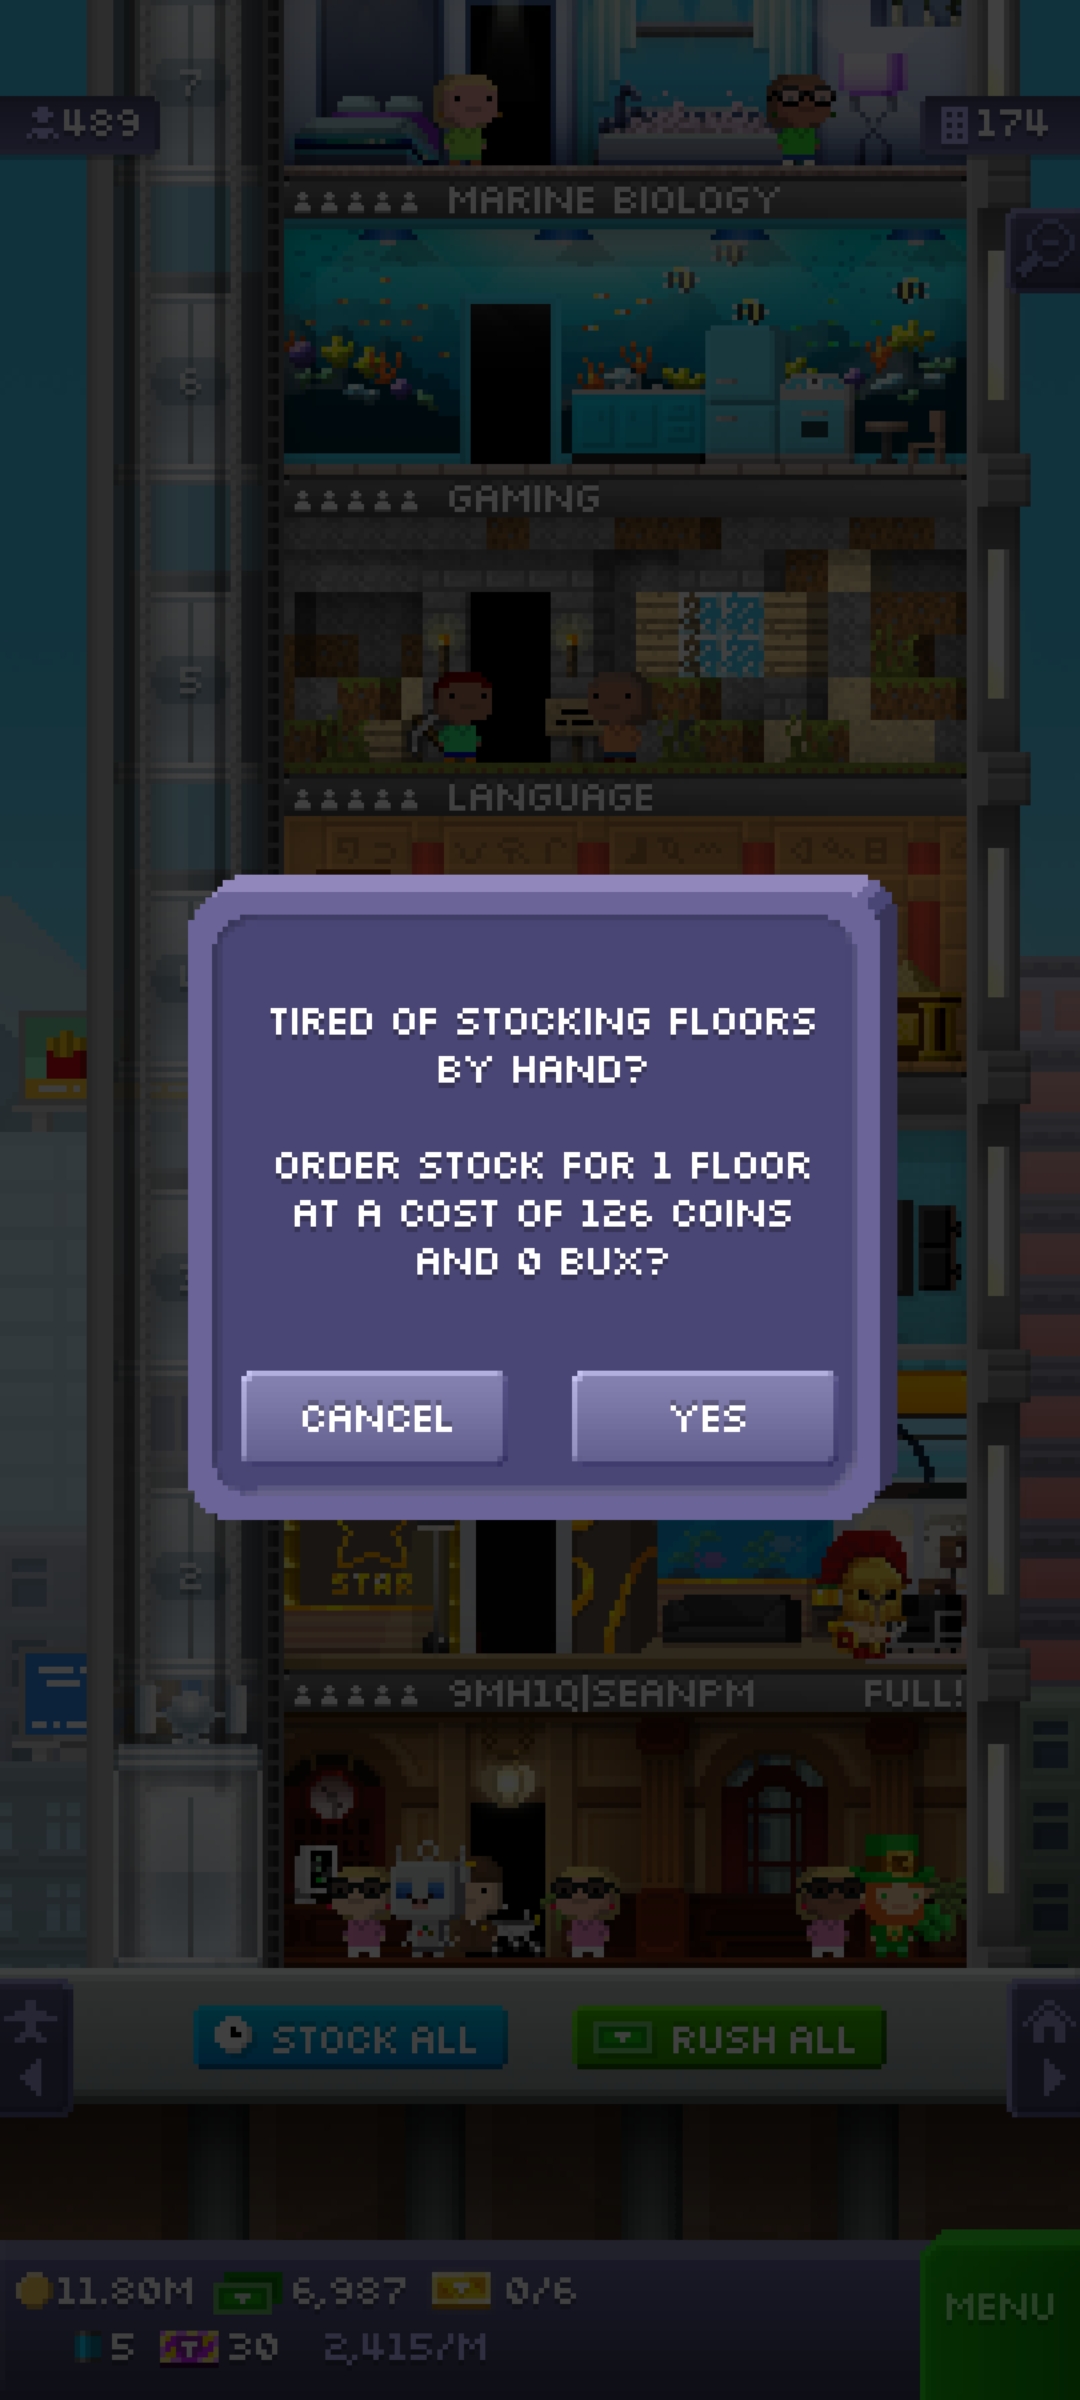 7
489
174
MARINE BIOLOGY
6
GAMING
5
LANGUAGE
TIRED OF STOCKING FLOORS
BY HAND?
ORDER STOCK FOR 1 FLOOR
AT A COST OF 126 COINS
AND 0 BUX?
CANCEL
YES
STAR
2
9MH1Q|SEANPM
FULL!
STOCK ALL
RUSH ALL
11.80M
6,987
0/6
MENU
5
30
2,415/M